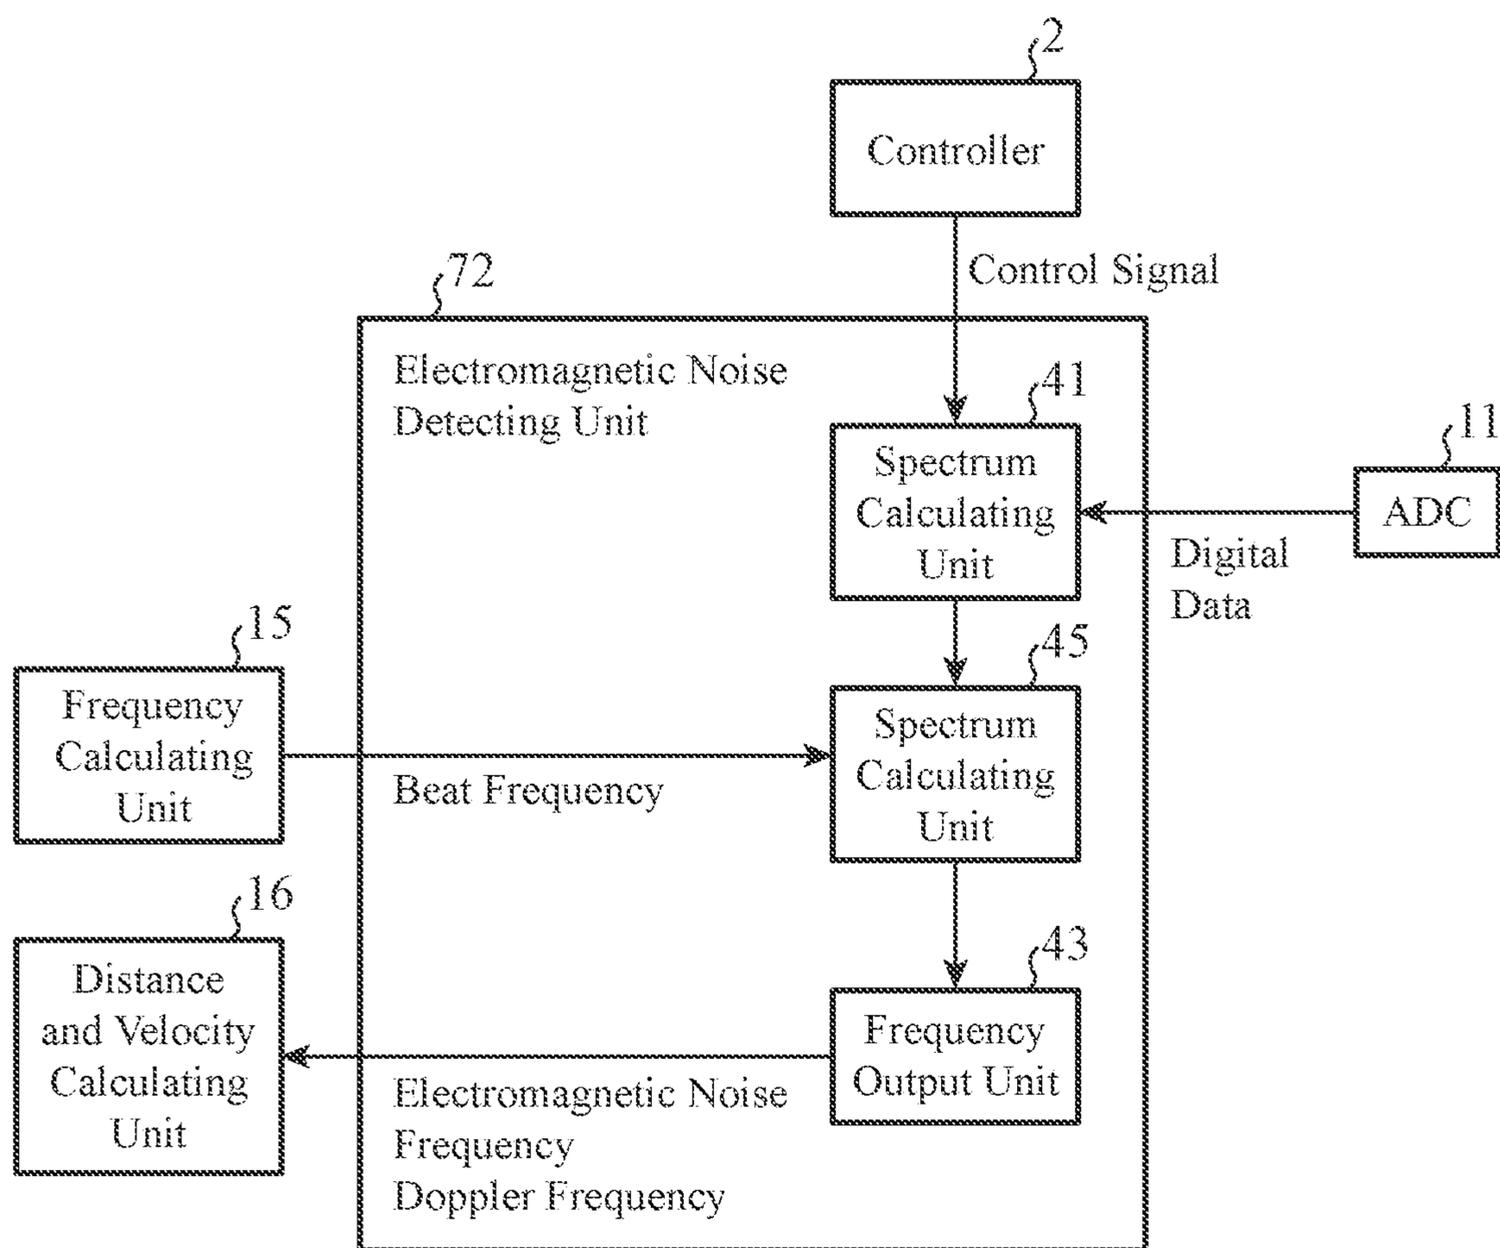 2
Controller
Control Signal
72
Electromagnetic Noise
Detecting Unit
41
Spectrum
Calculating
Unit
11
ADC
Digital
Data
15
Frequency
Calculating
Unit
Beat Frequency
45
Spectrum
Calculating
Unit
16
Distance
and Velocity
Calculating
Unit
43
Frequency
Output Unit
Electromagnetic Noise
Frequency
Doppler Frequency